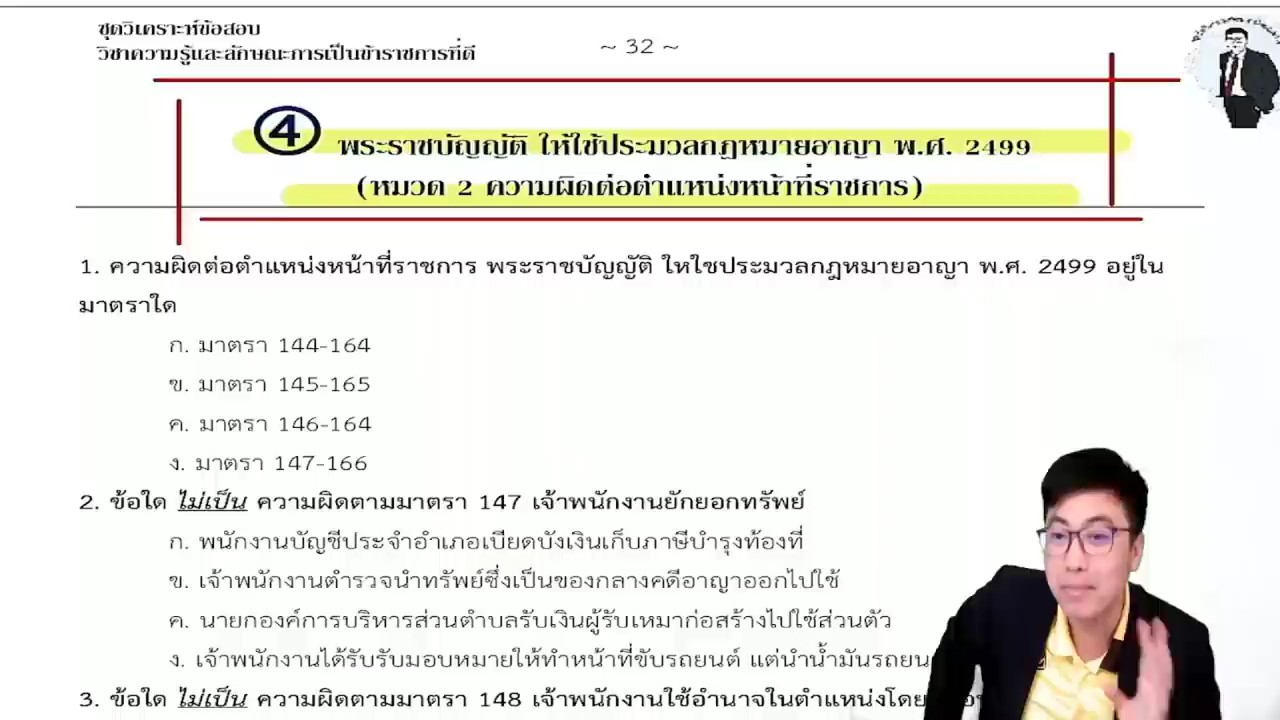 ชุดวิเคราะห์ข้อสอบ
วิชาความรู้และลักษณะการเป็นข้าราชการที่ดี
~ 32 ~
4 พระราชบัญญัติ ให้ใช้ประมวลกฎหมายอาญา พ.ศ. 2499
(หมวด 2 ความผิดต่อตำแหน่งหน้าที่ราชการ)
1. ความผิดต่อตำแหน่งหน้าที่ราชการ พระราชบัญญัติ ใหใชประมวลกฎหมายอาญา พ.ศ. 2499 อยู่ใน
มาตราใด
ก. มาตรา 144-164
ข. มาตรา 145-165
ค. มาตรา 146-164
ง. มาตรา 147-166
2. ข้อใด ไม่เป็น ความผิดตามมาตรา 147 เจ้าพนักงานยักยอกทรัพย์
ก. พนักงานบัญชีประจำอำเภอเบียดบังเงินเก็บภาษีบำรุงท้องที่
ข. เจ้าพนักงานตำรวจนำทรัพย์ซึ่งเป็นของกลางคดีอาญาออกไปใช้
ค. นายกองค์การบริหารส่วนตำบลรับเงินผู้รับเหมาก่อสร้างไปใช้ส่วนตัว
ง. เจ้าพนักงานได้รับรับมอบหมายให้ทำหน้าที่ขับรถยนต์ แต่นำน้ำมันรถยน
3. ข้อใด ไม่เป็น ความผิดตามมาตรา 148 เจ้าพนักงานใช้อำนาจในตำแหน่งโดย